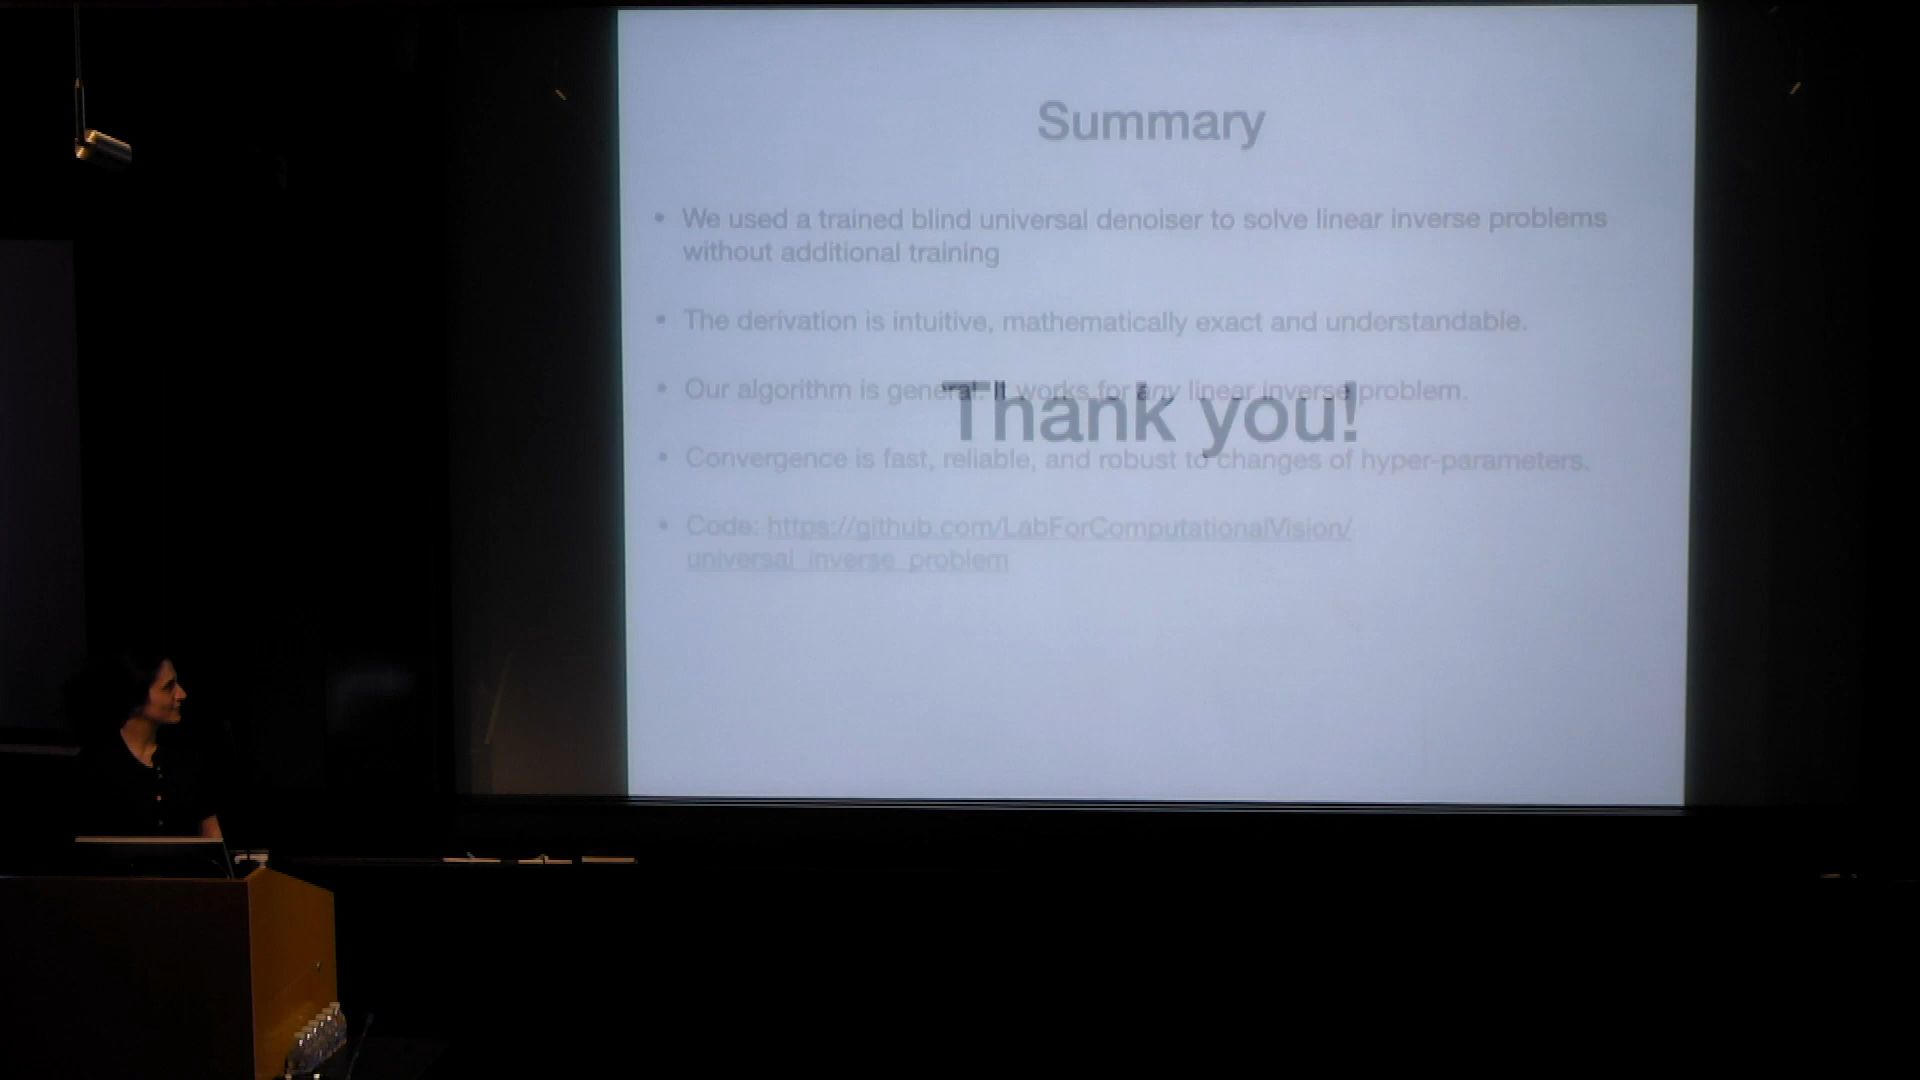 Summary
• We used a trained blind universal denoiser to solve linear inverse problems
without additional training
• The derivation is intuitive, mathematically exact and understandable.
• Our algorithm is general. It works for any linear inverse problem.
Thank you!
• Convergence is fast, reliable, and robust to changes of hyper-parameters.
• Code: https://github.com/LabForComputationalVision/
universal_inverse_problem